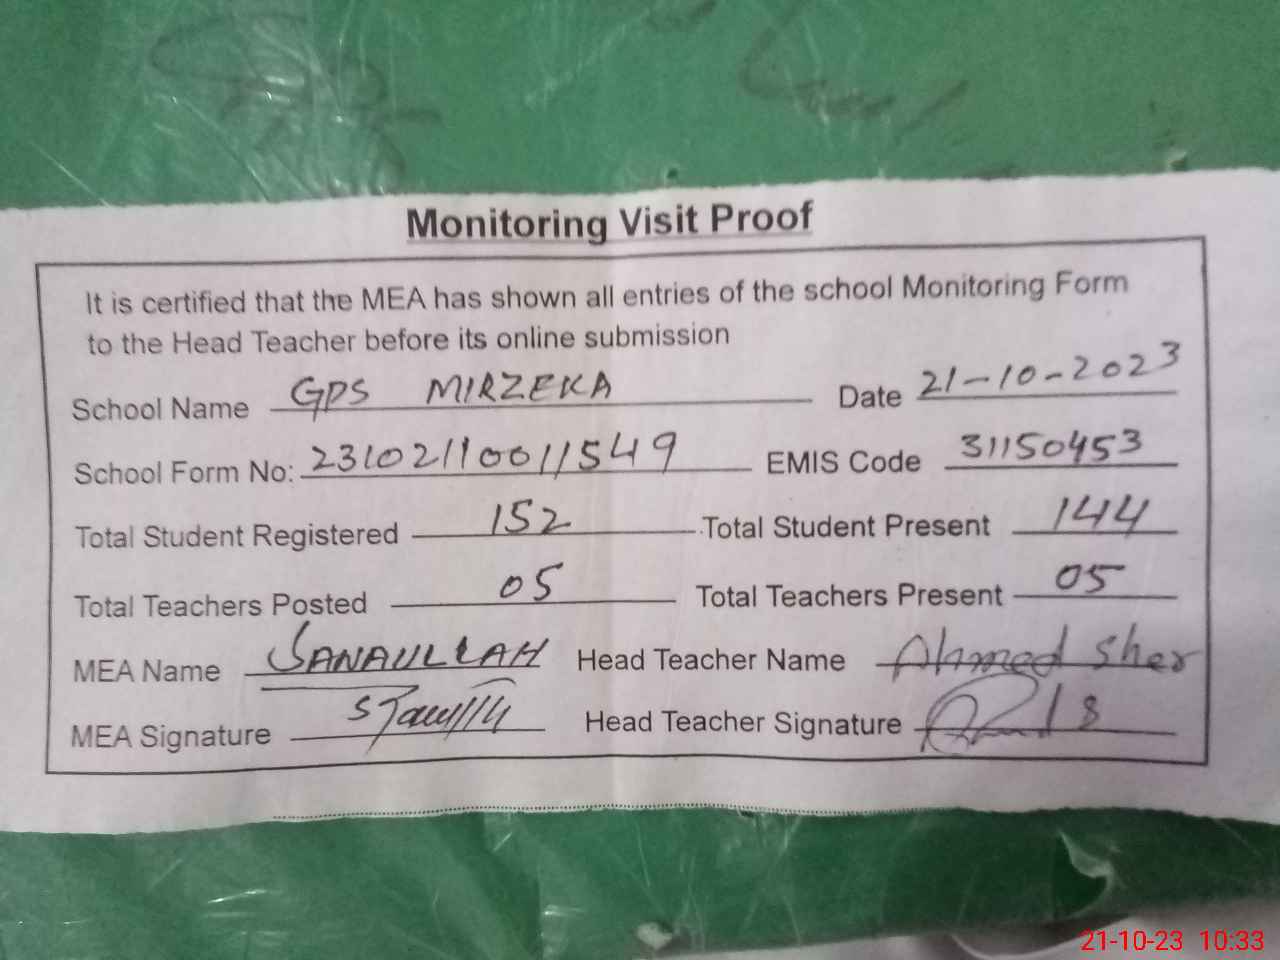 Monitoring Visit Proof
It is certified that the MEA has shown all entries of the school Monitoring Form
to the Head Teacher before its online submission
School Name GPS MIRZEKA Date 21-10-2023
School Form No: 23102110011549 EMIS Code 31150453
Total Student Registered 152 Total Student Present 144
Total Teachers Posted 05 Total Teachers Present 05
MEA Name SANAULLAH Head Teacher Name Ahmed Sher
MEA Signature Head Teacher Signature
21-10-23 10:33